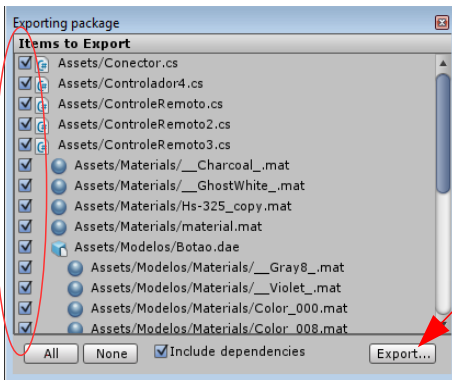 Exporting package
Items to Export
Assets/Conector.cs
Assets/Controlador4.cs
Assets/ControleRemoto.cs
Assets/ControleRemoto2.cs
Assets/ControleRemoto3.cs
Assets/Materials/__Charcoal_.mat
Assets/Materials/__GhostWhite_.mat
Assets/Materials/Hs-325_copy.mat
Assets/Materials/material.mat
Assets/Modelos/Botao.dae
Assets/Modelos/Materials/__Gray8_.mat
Assets/Modelos/Materials/__Violet_.mat
Assets/Modelos/Materials/Color_000.mat
Assets/Modelos/Materials/Color_008.mat
All None Include dependencies Export...